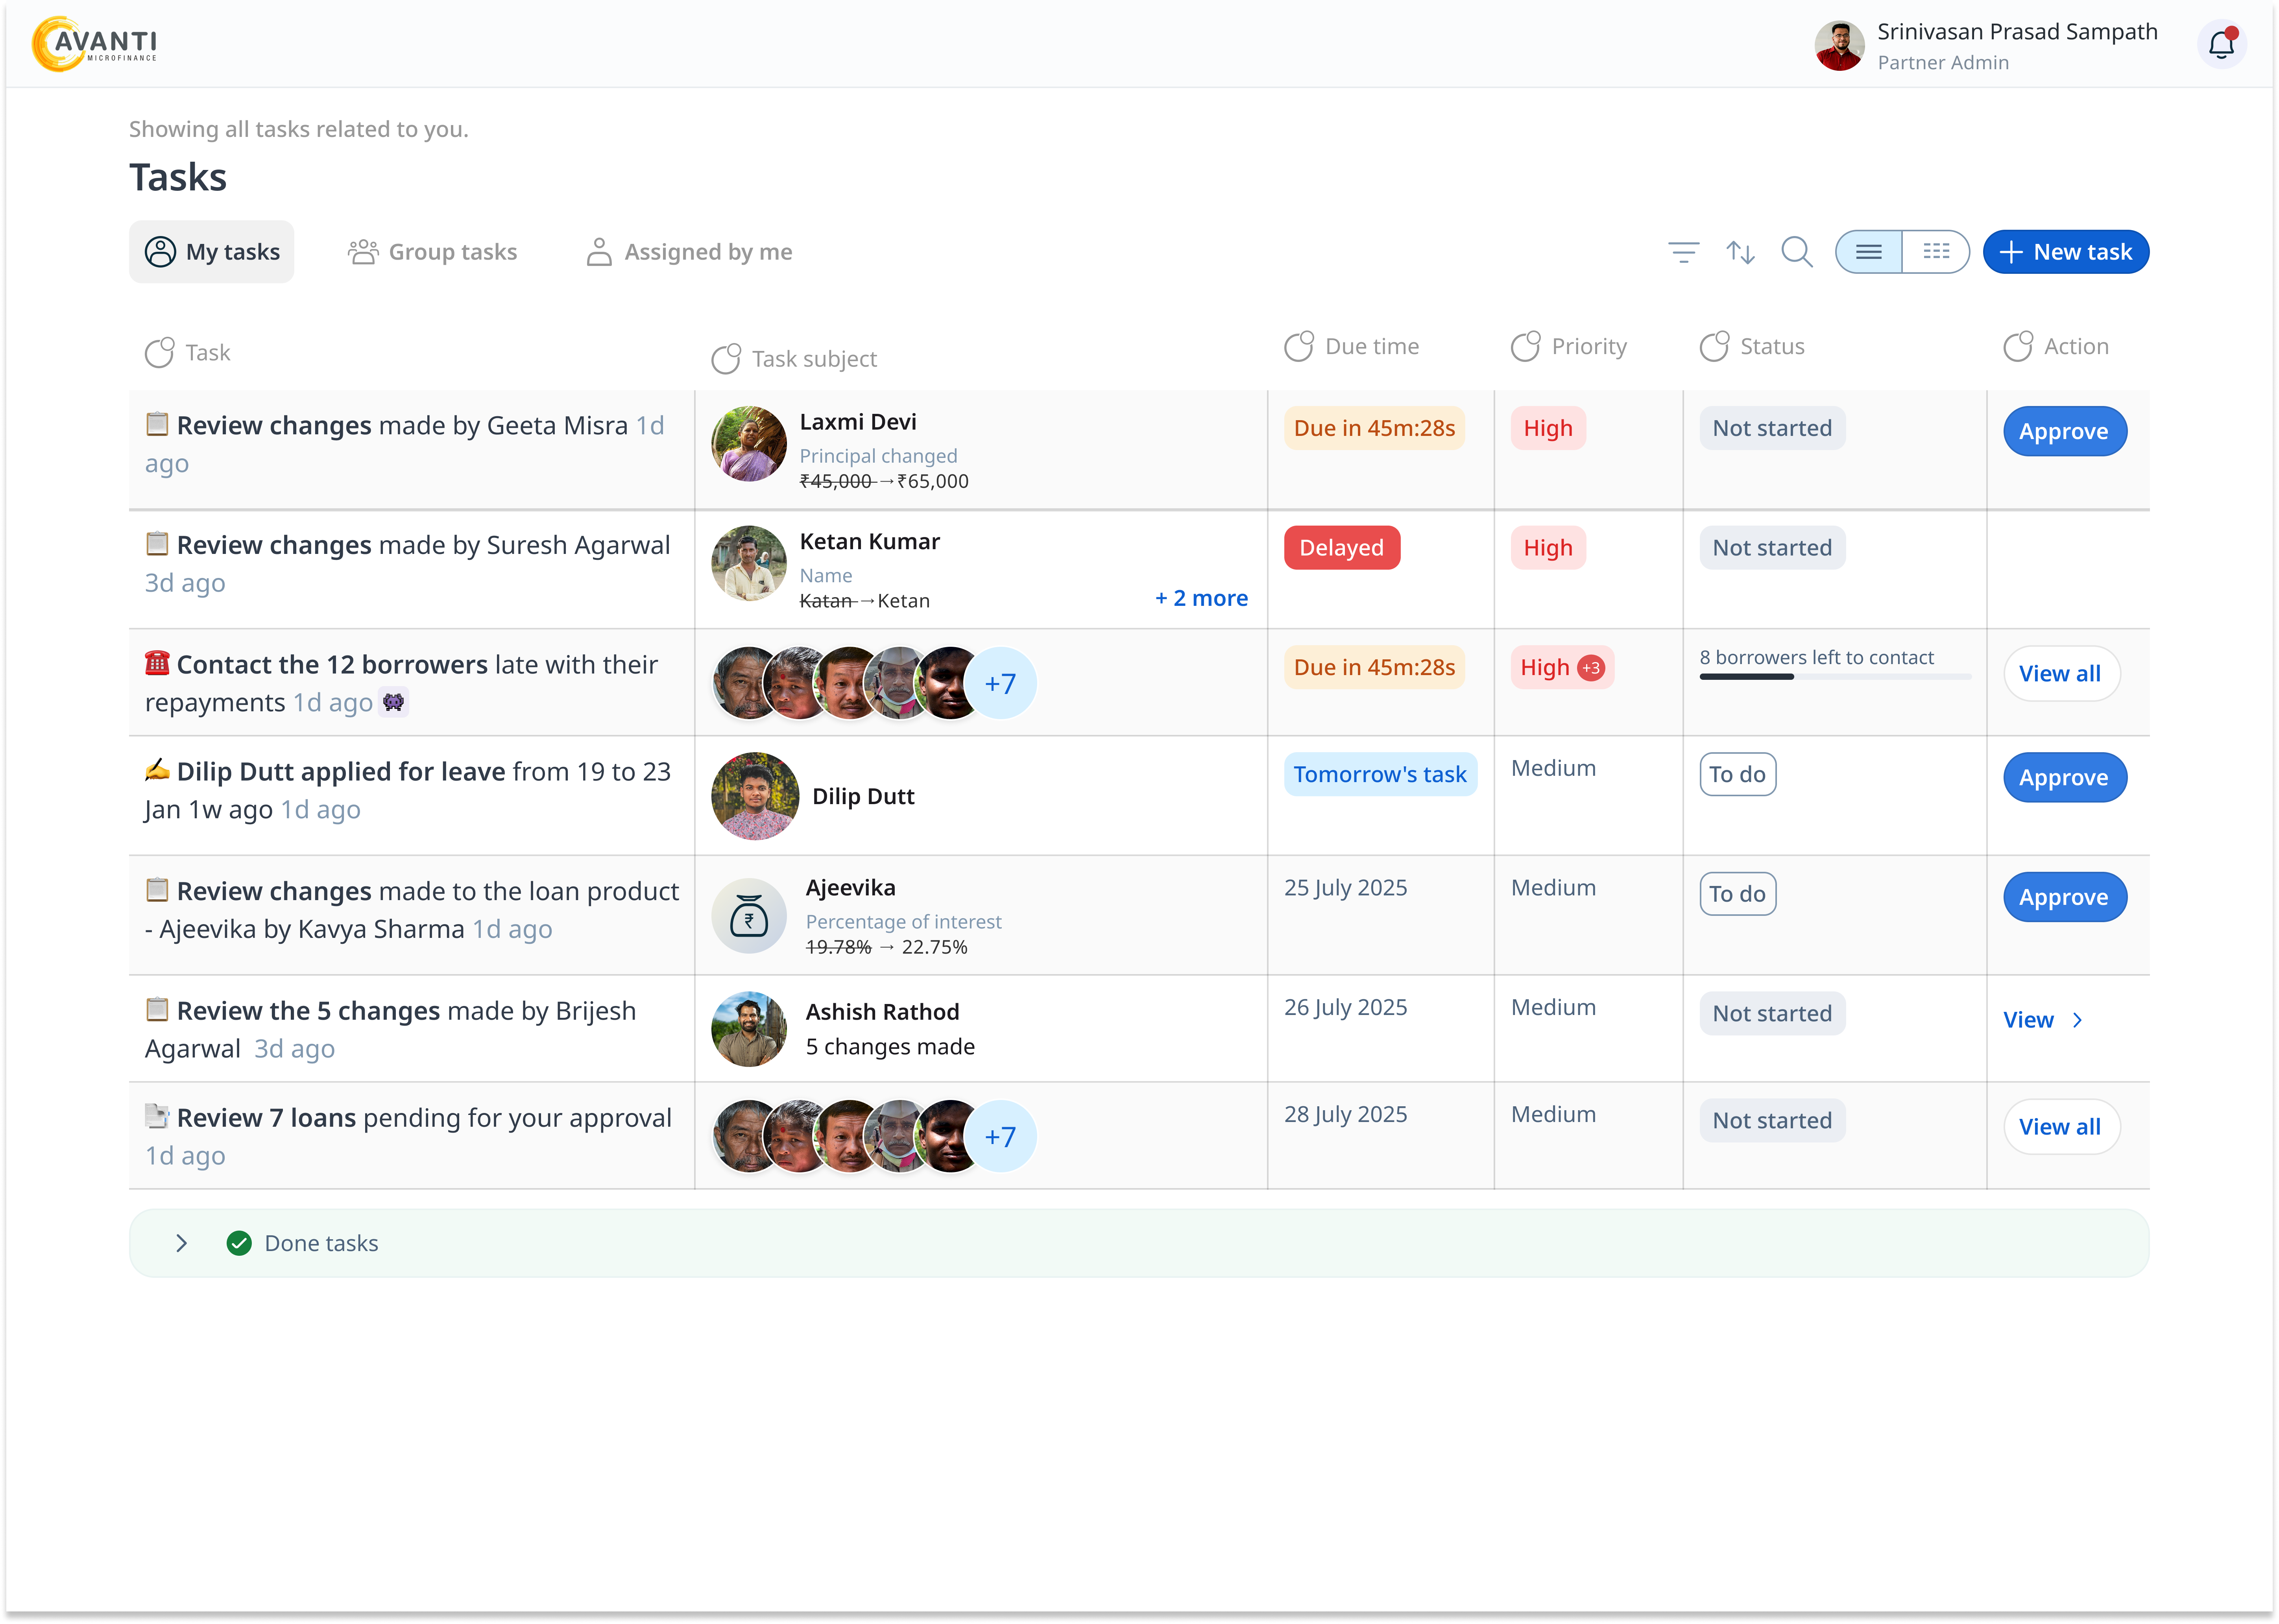 AVANTI
MICROFINANCE
Srinivasan Prasad Sampath
Partner Admin
Showing all tasks related to you.
Tasks
My tasks
Group tasks
Assigned by me
New task
Task
Task subject
Due time
Priority
Status
Action
Review changes made by Geeta Misra 1d
ago
Laxmi Devi
Principal changed
₹45,000 →₹65,000
Due in 45m:28s
High
Not started
Approve
Review changes made by Suresh Agarwal
3d ago
Ketan Kumar
Name
Katan →Ketan
+ 2 more
Delayed
High
Not started
Contact the 12 borrowers late with their
repayments 1d ago
+7
Due in 45m:28s
High +3
8 borrowers left to contact
View all
Dilip Dutt applied for leave from 19 to 23
Jan 1w ago 1d ago
Dilip Dutt
Tomorrow's task
Medium
To do
Approve
Review changes made to the loan product
- Ajeevika by Kavya Sharma 1d ago
₹
Ajeevika
Percentage of interest
19.78% → 22.75%
25 July 2025
Medium
To do
Approve
Review the 5 changes made by Brijesh
Agarwal 3d ago
Ashish Rathod
5 changes made
26 July 2025
Medium
Not started
View
Review 7 loans pending for your approval
1d ago
+7
28 July 2025
Medium
Not started
View all
Done tasks